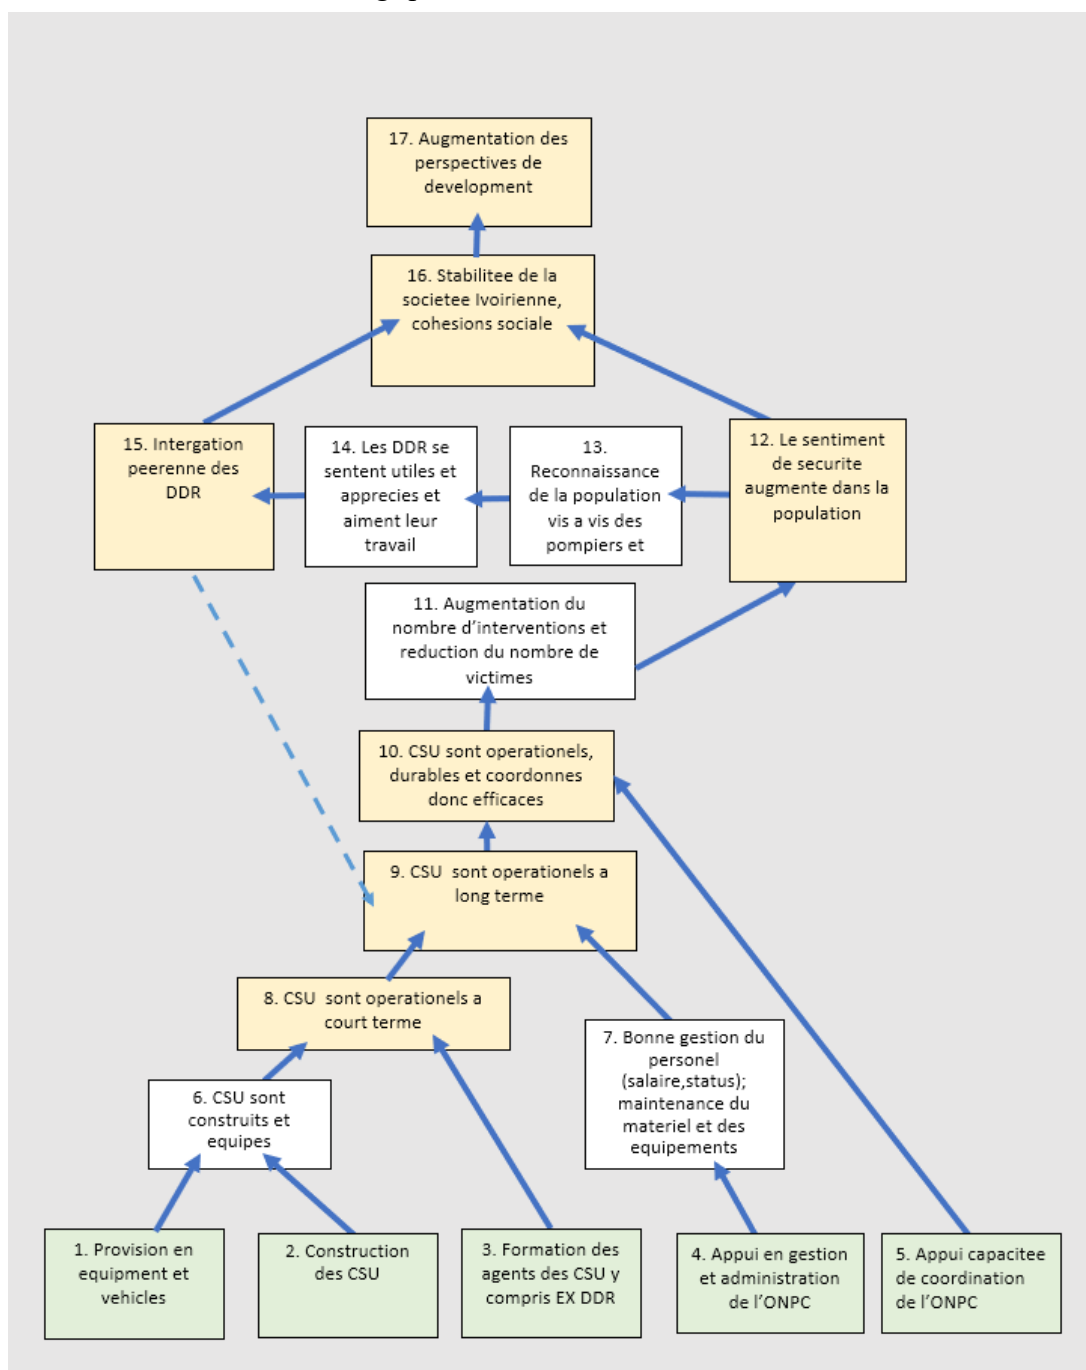 17. Augmentation des
perspectives de
development
16. Stabilitee de la
societee Ivoirienne,
cohesions sociale
15. Intergation
peerenne des
DDR
14. Les DDR se
sentent utiles et
apprecies et
aiment leur
travail
13.
Reconnaissance
de la population
vis a vis des
pompiers et
12. Le sentiment
de securite
augmente dans la
population
11. Augmentation du
nombre d'interventions et
reduction du nombre de
victimes
10. CSU sont operationels,
durables et coordonnes
donc efficaces
9. CSU sont operationels a
long terme
8. CSU sont operationels a
court terme
7. Bonne gestion du
personel
(salaire,status);
maintenance du
materiel et des
equipements
6. CSU sont
construits et
equipes
1. Provision en
equipment et
vehicles
2. Construction
des CSU
3. Formation des
agents des CSU y
compris EX DDR
4. Appui en gestion
et administration
de l'ONPC
5. Appui capacitee
de coordination
de l'ONPC